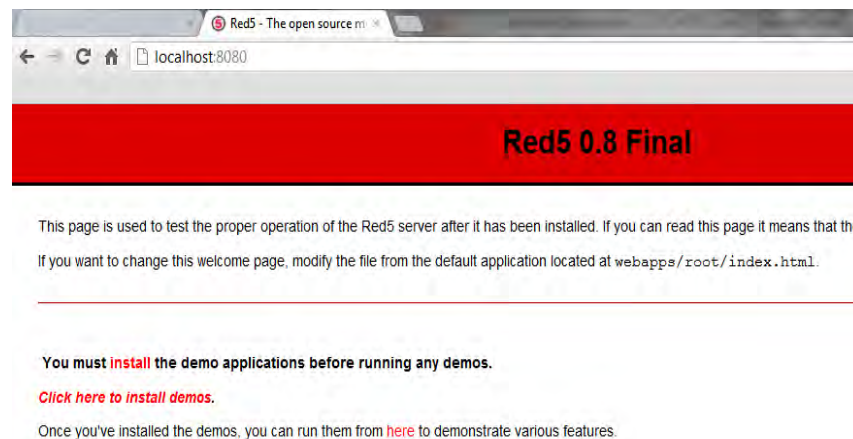 Red5 - The open source m
localhost:8080
Red5 0.8 Final
This page is used to test the proper operation of the Red5 server after it has been installed. If you can read this page it means that th
If you want to change this welcome page, modify the file from the default application located at webapps/root/index.html.
You must install the demo applications before running any demos.
Click here to install demos.
Once you've installed the demos, you can run them from here to demonstrate various features.